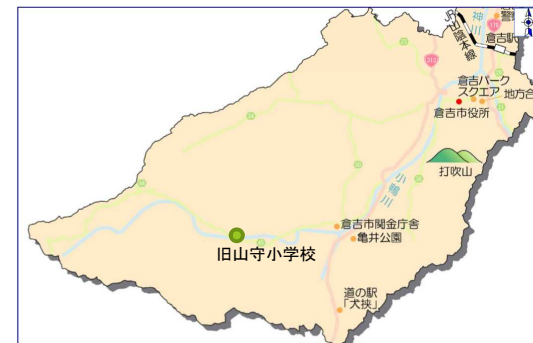 JR山陰本線
倉吉駅
倉吉パーク
スクエア
地方合
倉吉市役所
打吹山
小鴨川
倉吉市関金庁舎
亀井公園
旧山守小学校
道の駅
「犬挟」